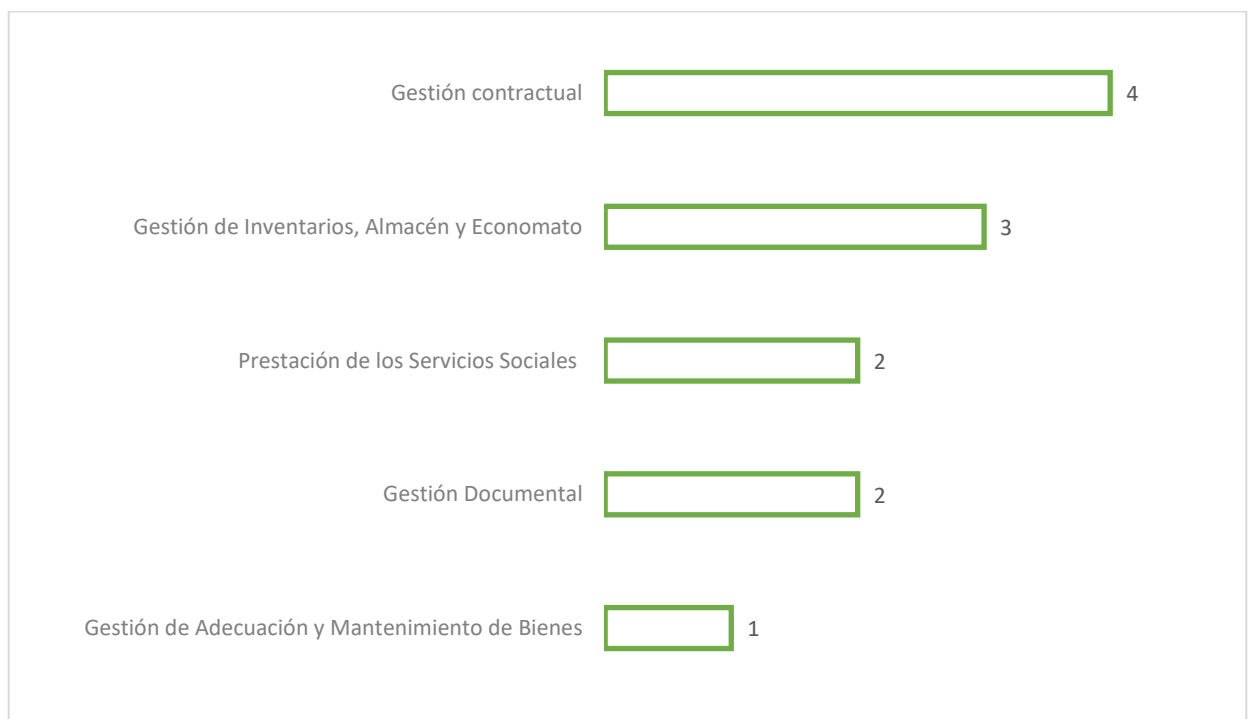 Gestión contractual 4
Gestión de Inventarios, Almacén y Economato 3
Prestación de los Servicios Sociales 2
Gestión Documental 2
Gestión de Adecuación y Mantenimiento de Bienes 1